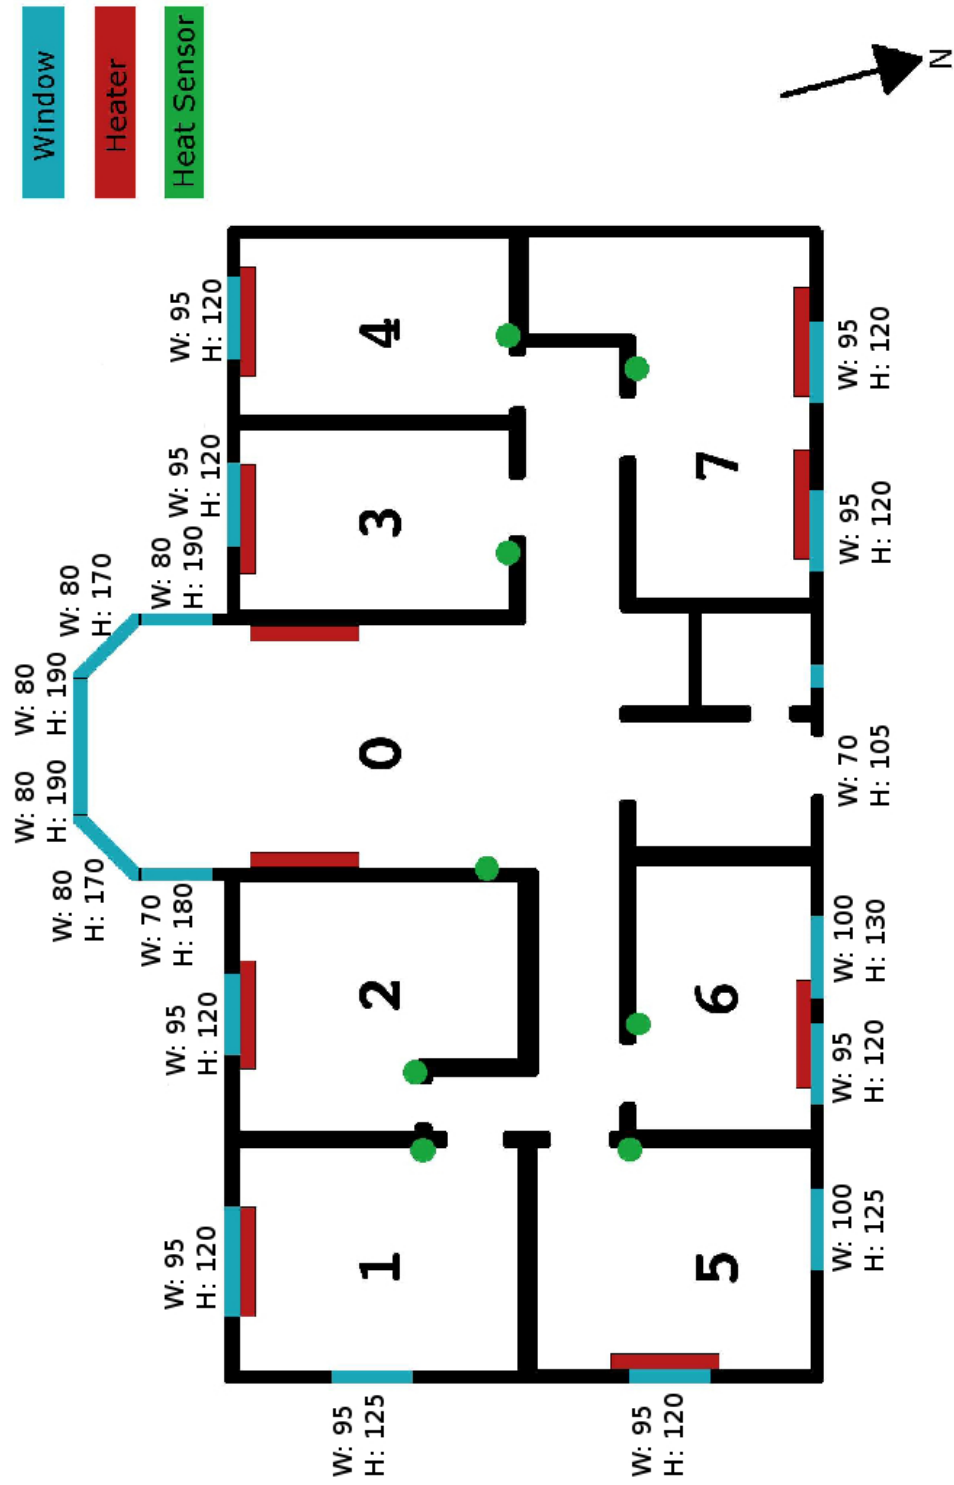 Window
Heater
Heat Sensor
N
W: 95
H: 120
W: 95
H: 120
W: 80
H: 190
W: 80
H: 170
W: 80
H: 190
W: 80
H: 190
W: 80
H: 170
W: 70
H: 180
W: 95
H: 120
W: 95
H: 120
4
3
0
2
1
7
6
5
W: 95
H: 120
W: 95
H: 120
W: 70
H: 105
W: 100
H: 130
W: 95
H: 120
W: 100
H: 125
W: 95
H: 125
W: 95
H: 120